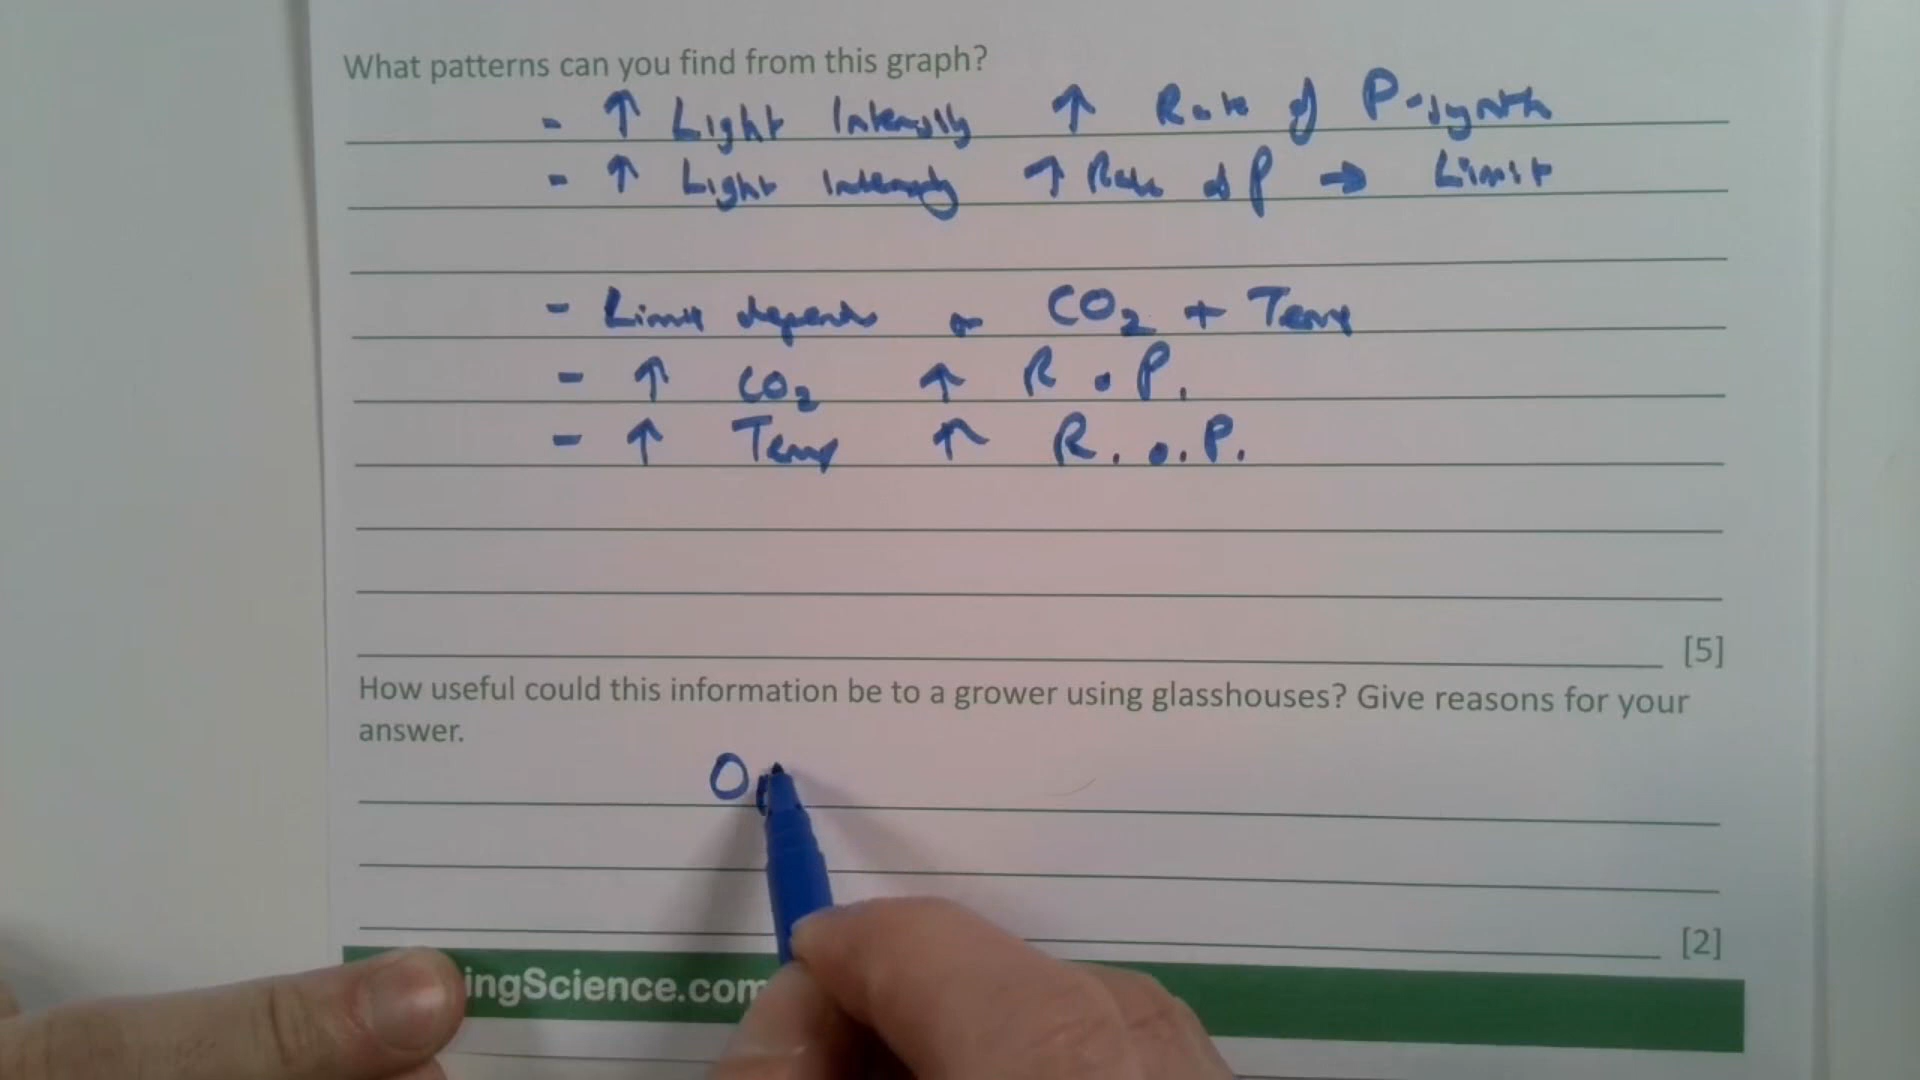 What patterns can you find from this graph?
- ↑ Light Intensity ↑ Rate of P-synth
- ↑ Light Intensity ↑ Rate of P → Limit
- Limit depends on CO₂ + Temp
- ↑ CO₂ ↑ R.o.P.
- ↑ Temp ↑ R.o.P.
[5]
How useful could this information be to a grower using glasshouses? Give reasons for your
answer.
[2]
ingScience.com